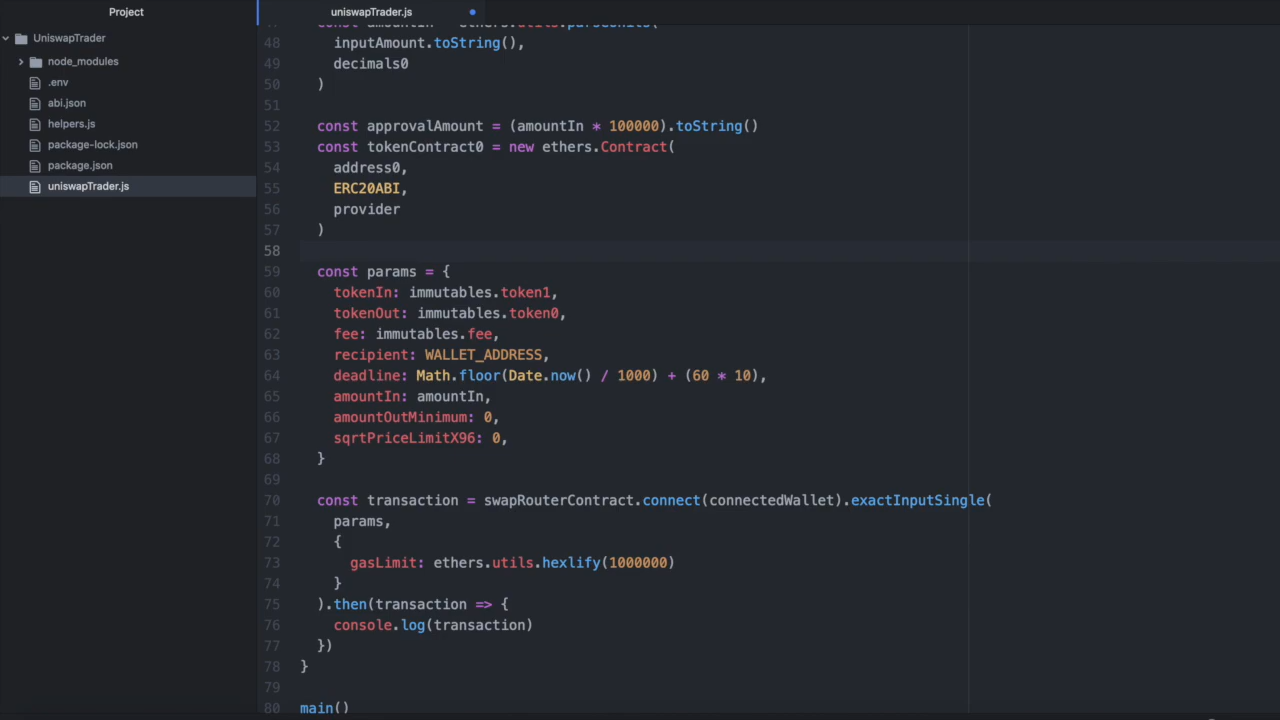 Project
uniswapTrader.js
UniswapTrader
node_modules
.env
abi.json
helpers.js
package-lock.json
package.json
uniswapTrader.js
48 inputAmount.toString(),
49 decimals0
50 )
51
52 const approvalAmount = (amountIn * 100000).toString()
53 const tokenContract0 = new ethers.Contract(
54 address0,
55 ERC20ABI,
56 provider
57 )
58
59 const params = {
60 tokenIn: immutables.token1,
61 tokenOut: immutables.token0,
62 fee: immutables.fee,
63 recipient: WALLET_ADDRESS,
64 deadline: Math.floor(Date.now() / 1000) + (60 * 10),
65 amountIn: amountIn,
66 amountOutMinimum: 0,
67 sqrtPriceLimitX96: 0,
68 }
69
70 const transaction = swapRouterContract.connect(connectedWallet).exactInputSingle(
71 params,
72 {
73 gasLimit: ethers.utils.hexlify(1000000)
74 }
75 ).then(transaction => {
76 console.log(transaction)
77 })
78 }
79
80 main()